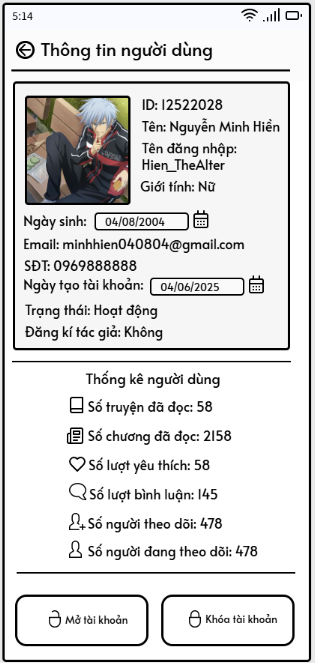 5:14
Thông tin người dùng
ID: 12522028
Tên: Nguyễn Minh Hiền
Tên đăng nhập:
Hien_TheAlter
Giới tính: Nữ
Ngày sinh: 04/08/2004
Email: minhhien040804@gmail.com
SĐT: 0969888888
Ngày tạo tài khoản: 04/06/2025
Trạng thái: Hoạt động
Đăng kí tác giả: Không
Thống kê người dùng
Số truyện đã đọc: 58
Số chương đã đọc: 2158
Số lượt yêu thích: 58
Số lượt bình luận: 145
Số người theo dõi: 478
Số người đang theo dõi: 478
Mở tài khoản
Khóa tài khoản